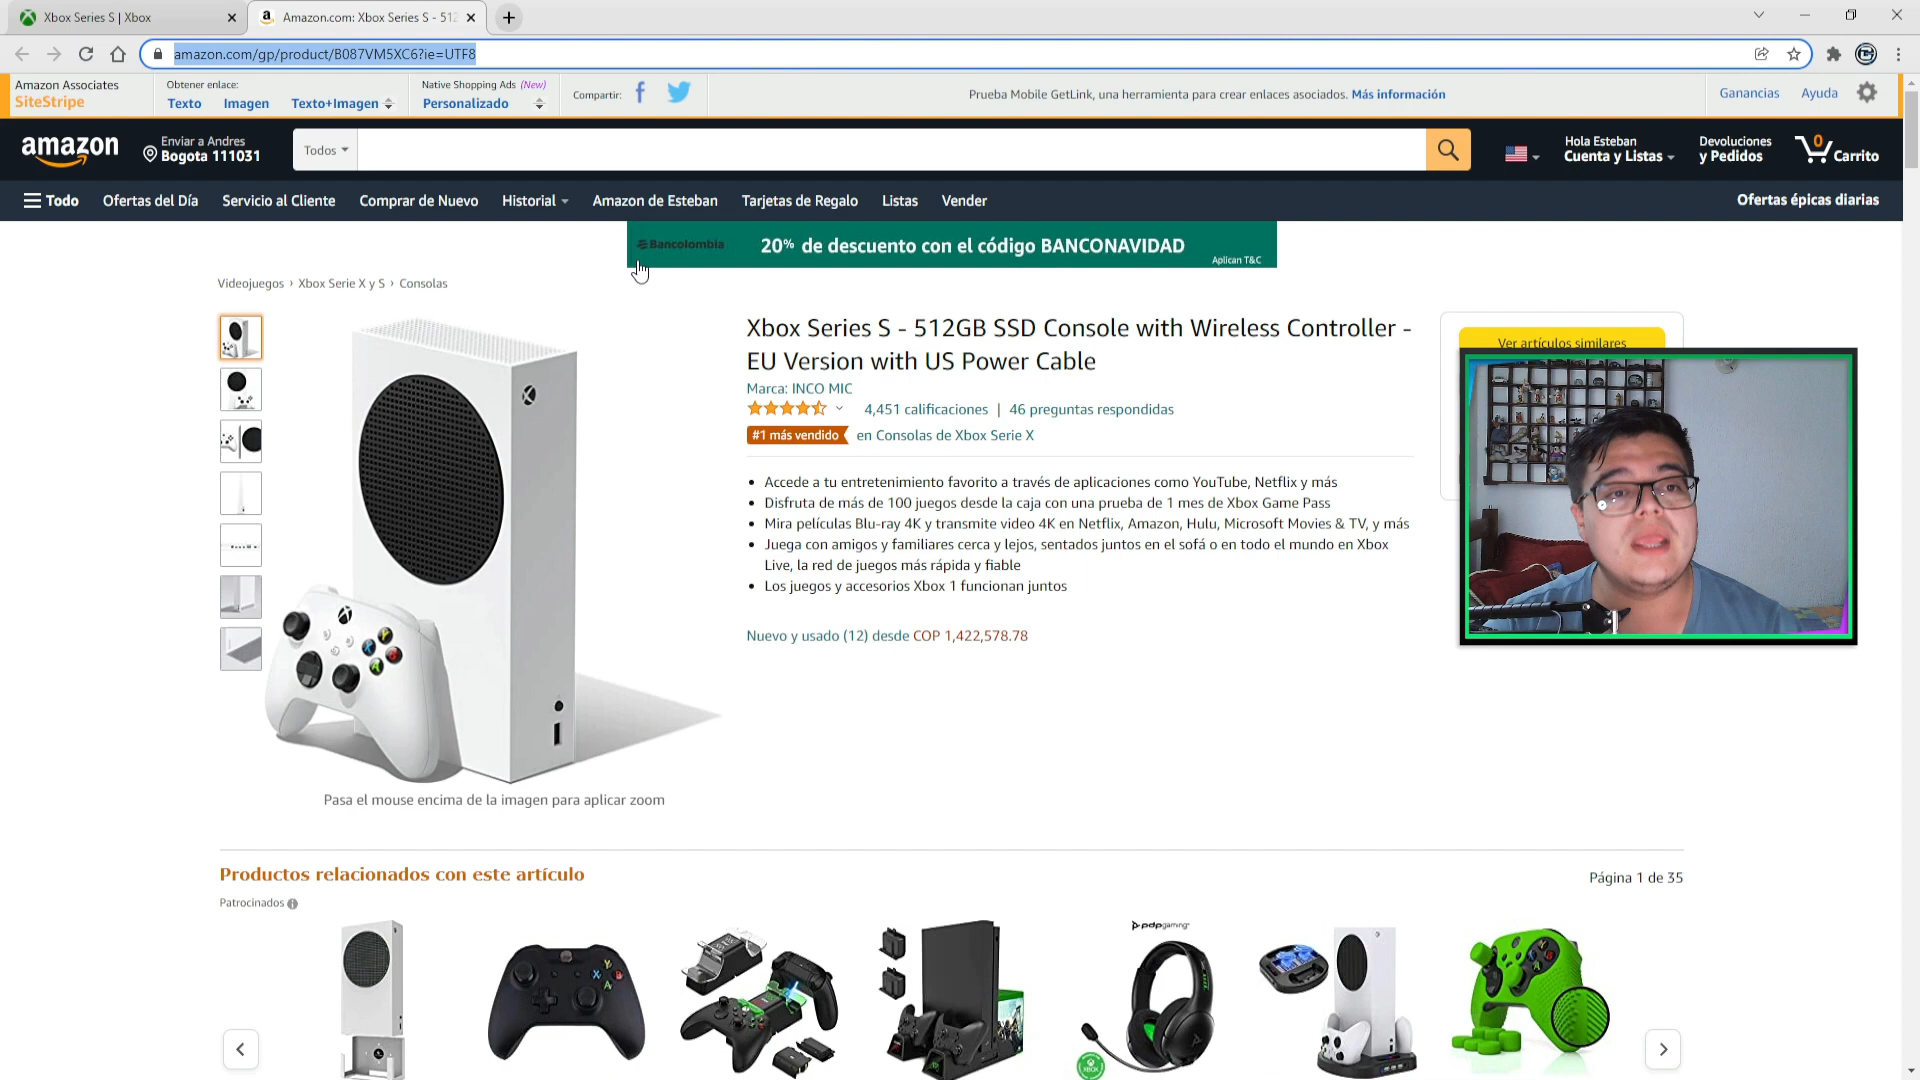 Xbox Series S | Xbox
Amazon.com: Xbox Series S - 512
amazon.com/gp/product/B087VM5XC6?ie=UTF8
Amazon Associates
SiteStripe
Obtener enlace:
Texto Imagen Texto+Imagen
Native Shopping Ads (New)
Personalizado
Compartir:
Prueba Mobile GetLink, una herramienta para crear enlaces asociados. Más información
Ganancias Ayuda
amazon
Enviar a Andres
Bogota 111031
Todos
Hola Esteban
Cuenta y Listas
Devoluciones
y Pedidos
0
Carrito
Todo Ofertas del Día Servicio al Cliente Comprar de Nuevo Historial Amazon de Esteban Tarjetas de Regalo Listas Vender
Ofertas épicas diarias
Bancolombia
20% de descuento con el código BANCONAVIDAD
Aplican T&C
Videojuegos › Xbox Serie X y S › Consolas
Xbox Series S - 512GB SSD Console with Wireless Controller -
EU Version with US Power Cable
Marca: INCO MIC
4,451 calificaciones | 46 preguntas respondidas
#1 más vendido en Consolas de Xbox Serie X
• Accede a tu entretenimiento favorito a través de aplicaciones como YouTube, Netflix y más
• Disfruta de más de 100 juegos desde la caja con una prueba de 1 mes de Xbox Game Pass
• Mira películas Blu-ray 4K y transmite video 4K en Netflix, Amazon, Hulu, Microsoft Movies & TV, y más
• Juega con amigos y familiares cerca y lejos, sentados juntos en el sofá o en todo el mundo en Xbox
Live, la red de juegos más rápida y fiable
• Los juegos y accesorios Xbox 1 funcionan juntos
Nuevo y usado (12) desde COP 1,422,578.78
Ver artículos similares
Pasa el mouse encima de la imagen para aplicar zoom
Productos relacionados con este artículo
Página 1 de 35
Patrocinados
pdpgaming
XBOX